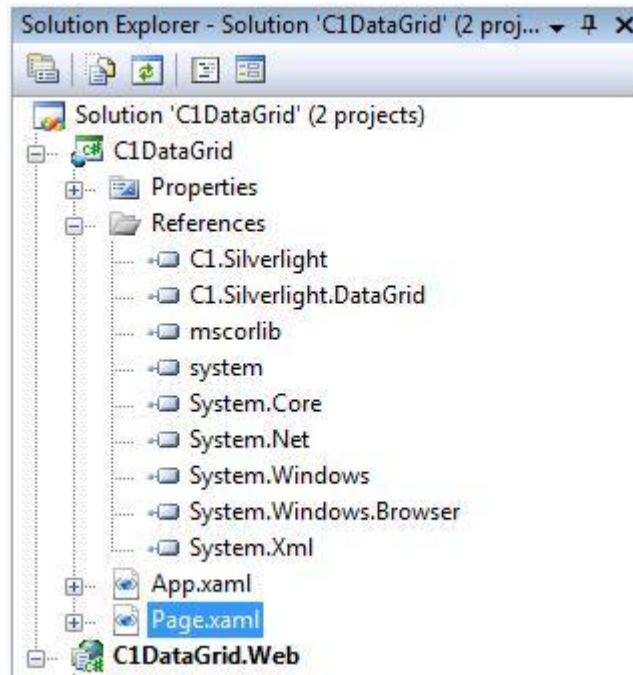 Solution Explorer - Solution 'C1DataGrid' (2 proj...
Solution 'C1DataGrid' (2 projects)
C1DataGrid
Properties
References
C1.Silverlight
C1.Silverlight.DataGrid
mscorlib
system
System.Core
System.Net
System.Windows
System.Windows.Browser
System.Xml
App.xaml
Page.xaml
C1DataGrid.Web